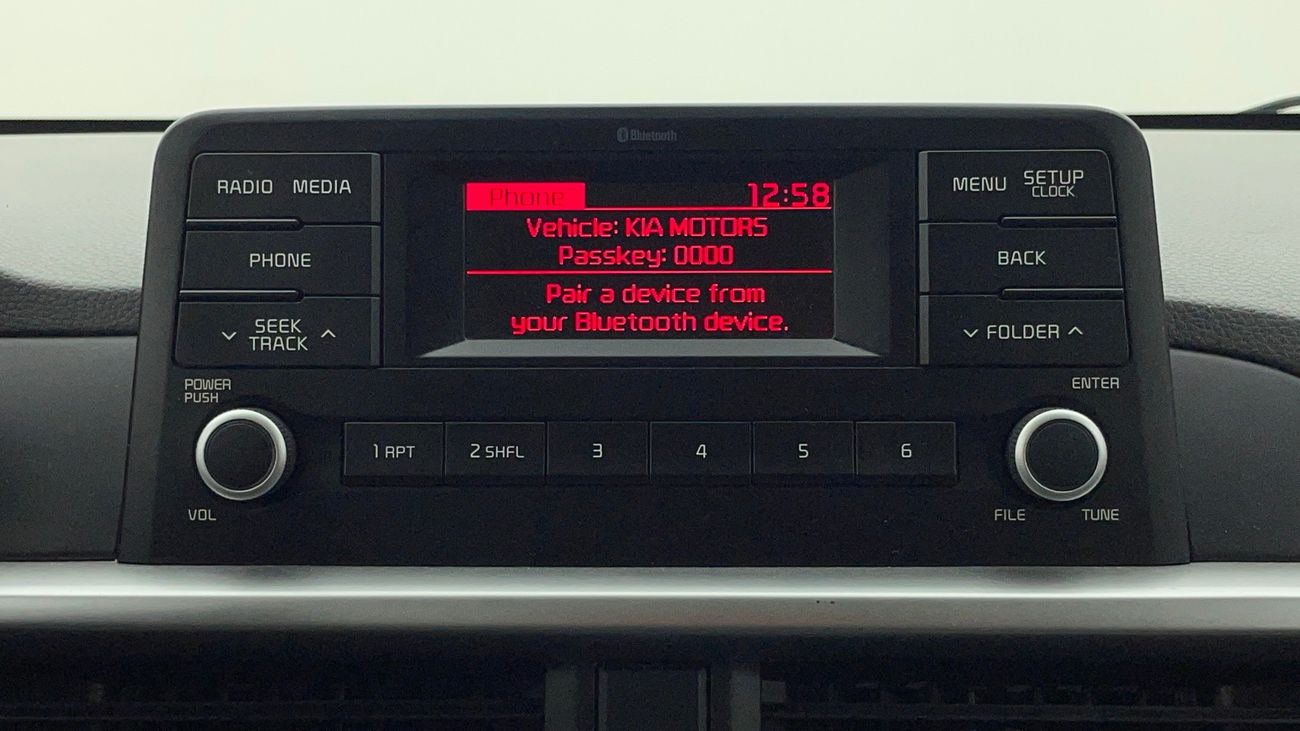 Bluetooth
RADIO MEDIA
PHONE
SEEK
TRACK
POWER
PUSH
VOL
Phone 12:58
Vehicle: KIA MOTORS
Passkey: 0000
Pair a device from
your Bluetooth device.
MENU SETUP
CLOCK
BACK
FOLDER
ENTER
FILE TUNE
1 RPT 2 SHFL 3 4 5 6